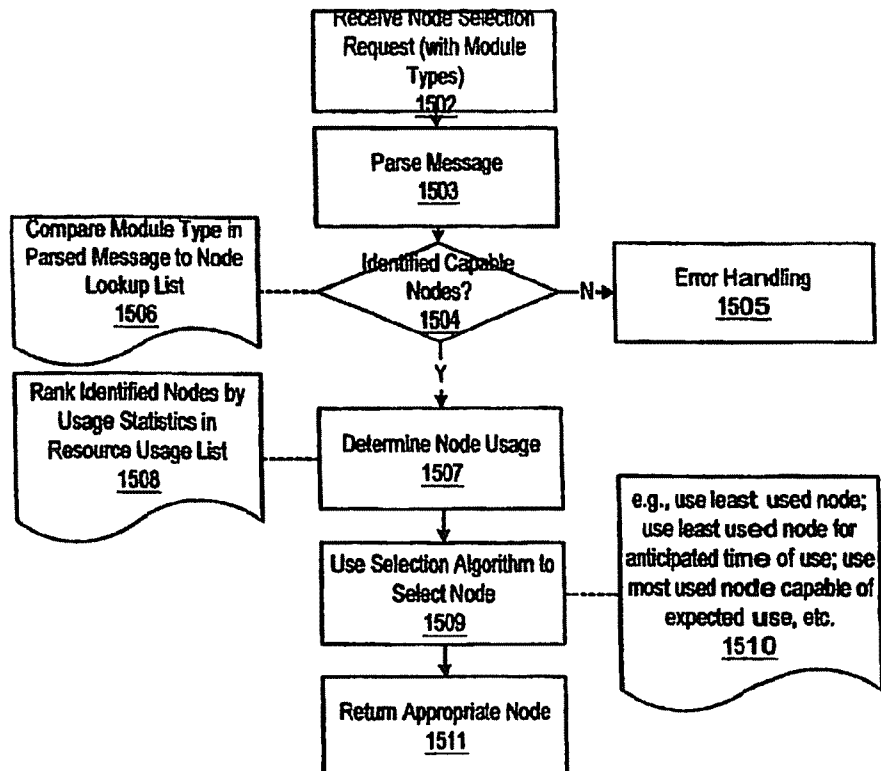 Receive Node Selection
Request (with Module
Types)
1502
Parse Message
1503
Compare Module Type in
Parsed Message to Node
Lookup List
1506
Identified Capable
Nodes?
1504
N
Error Handling
1505
Y
Rank Identified Nodes by
Usage Statistics in
Resource Usage List
1508
Determine Node Usage
1507
e.g., use least used node;
use least used node for
anticipated time of use; use
most used node capable of
expected use, etc.
1510
Use Selection Algorithm to
Select Node
1509
Return Appropriate Node
1511